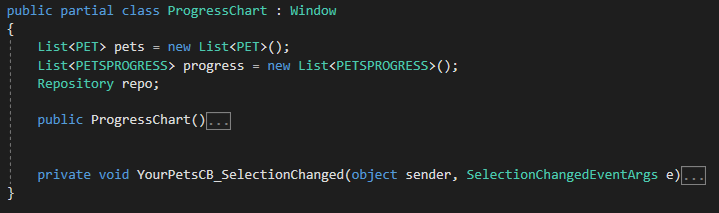 public partial class ProgressChart : Window
{
List<PET> pets = new List<PET>();
List<PETSPROGRESS> progress = new List<PETSPROGRESS>();
Repository repo;
public ProgressChart()...
private void YourPetsCB_SelectionChanged(object sender, SelectionChangedEventArgs e)...
}